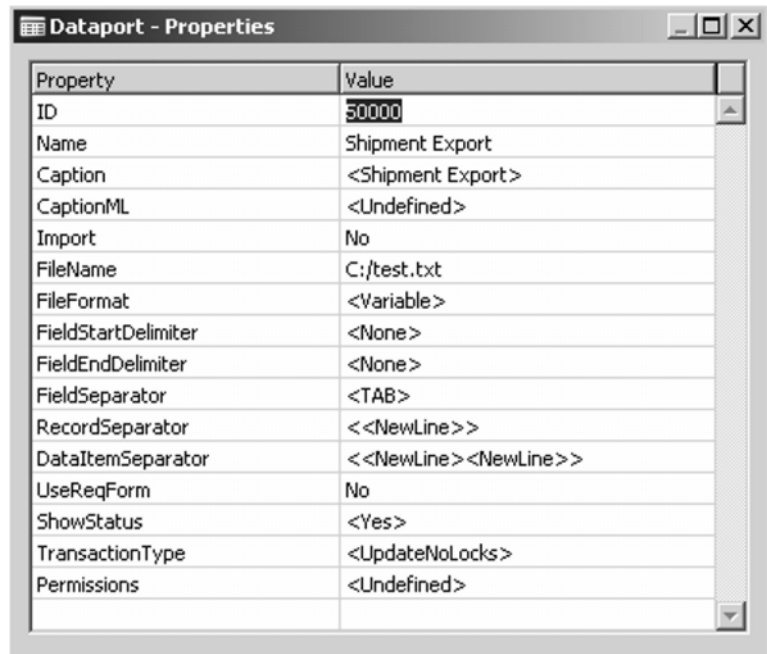 Dataport - Properties
Property Value
ID 50000
Name Shipment Export
Caption <Shipment Export>
CaptionML <Undefined>
Import No
FileName C:/test.txt
FileFormat <Variable>
FieldStartDelimiter <None>
FieldEndDelimiter <None>
FieldSeparator <TAB>
RecordSeparator <<NewLine>>
DataItemSeparator <<NewLine><NewLine>>
UseReqForm No
ShowStatus <Yes>
TransactionType <UpdateNoLocks>
Permissions <Undefined>